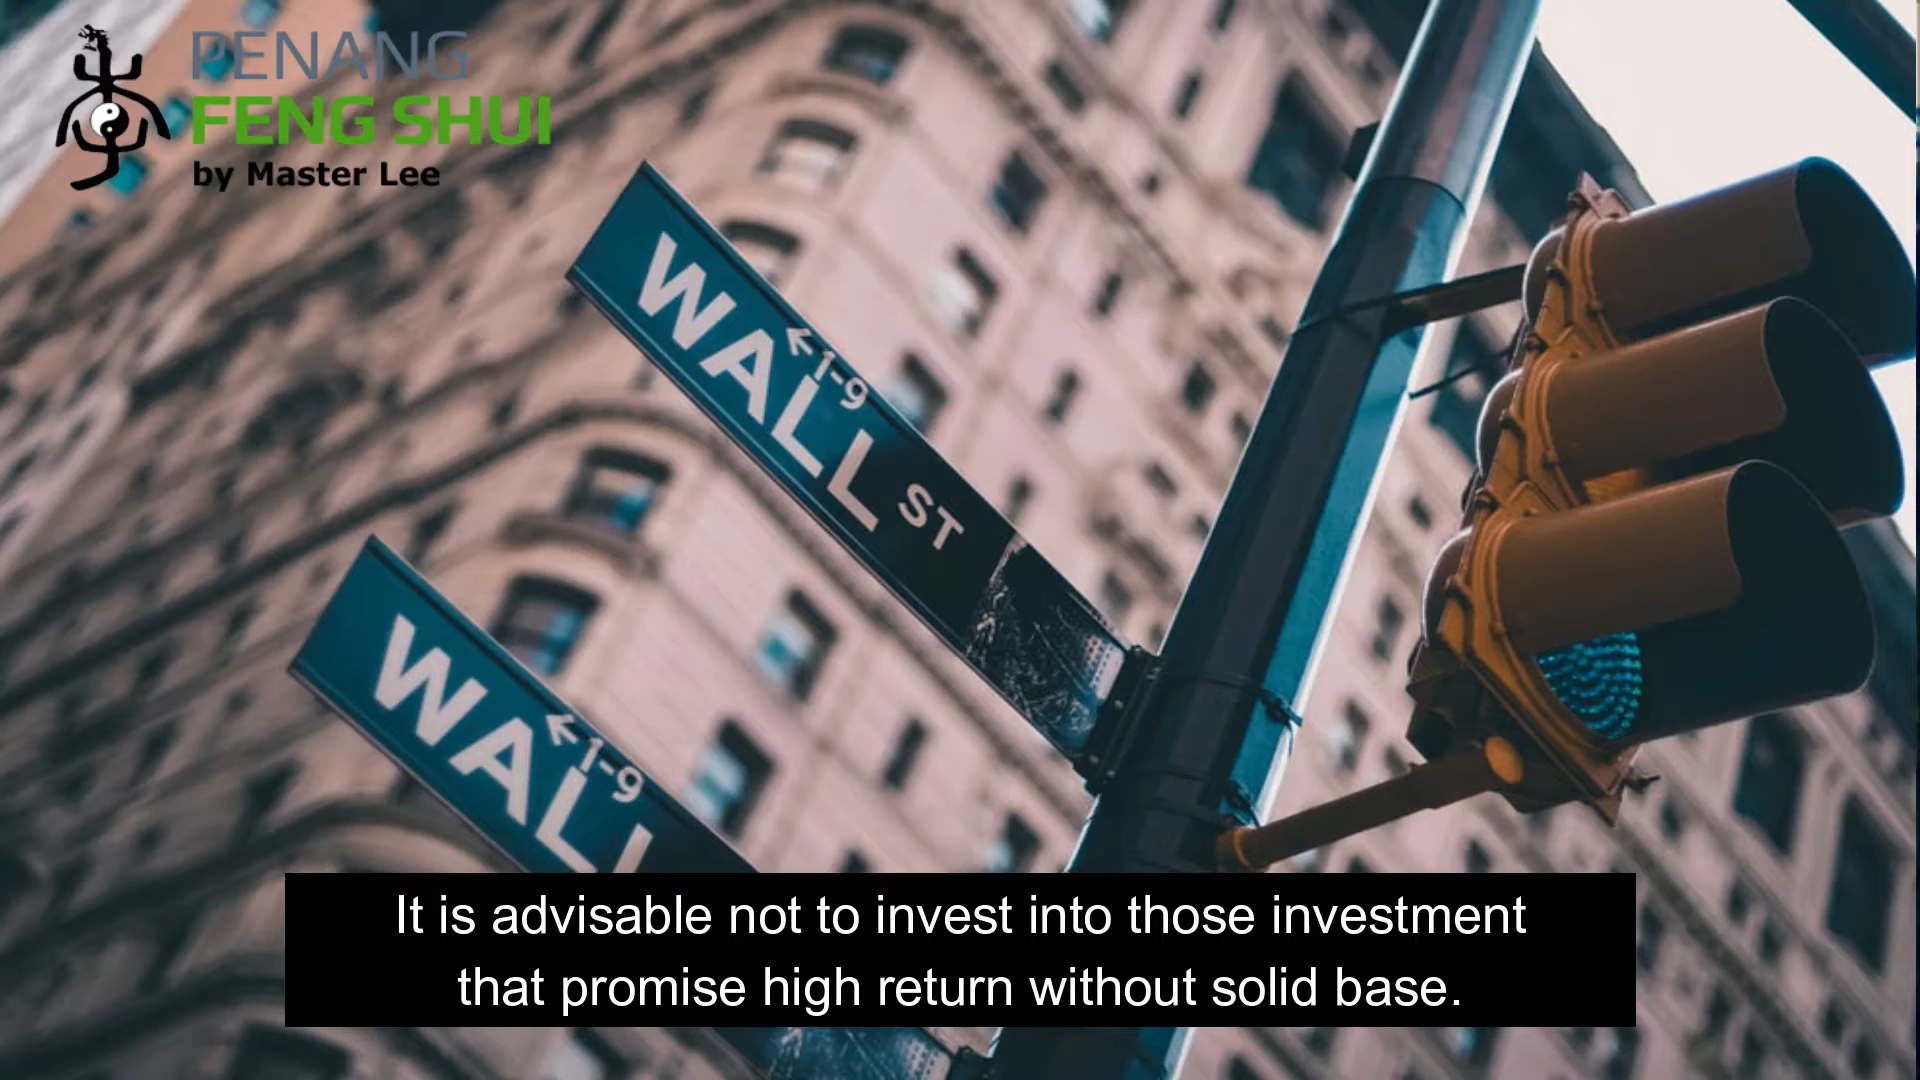 PENANG
FENG SHUI
by Master Lee
←1-9
WALL ST
←1-9
WALL
It is advisable not to invest into those investment
that promise high return without solid base.